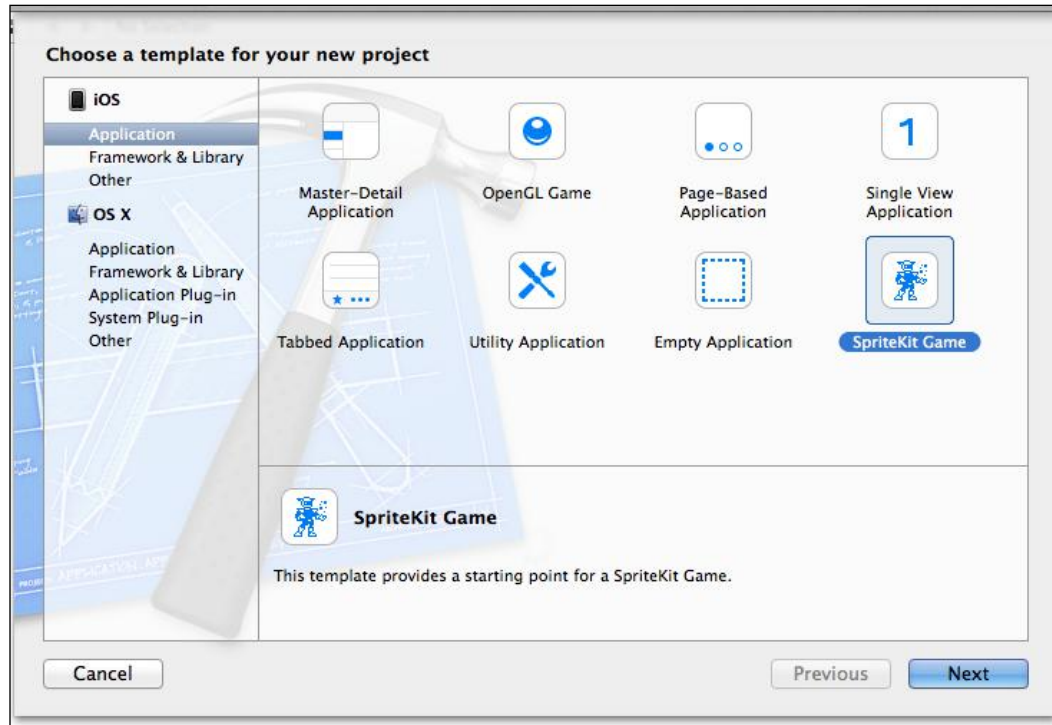 Choose a template for your new project
iOS
Application
Framework & Library
Other
OS X
Application
Framework & Library
Application Plug-in
System Plug-in
Other
Master-Detail
Application
OpenGL Game
Page-Based
Application
1
Single View
Application
Tabbed Application
Utility Application
Empty Application
SpriteKit Game
SpriteKit Game
This template provides a starting point for a SpriteKit Game.
Cancel
Previous
Next